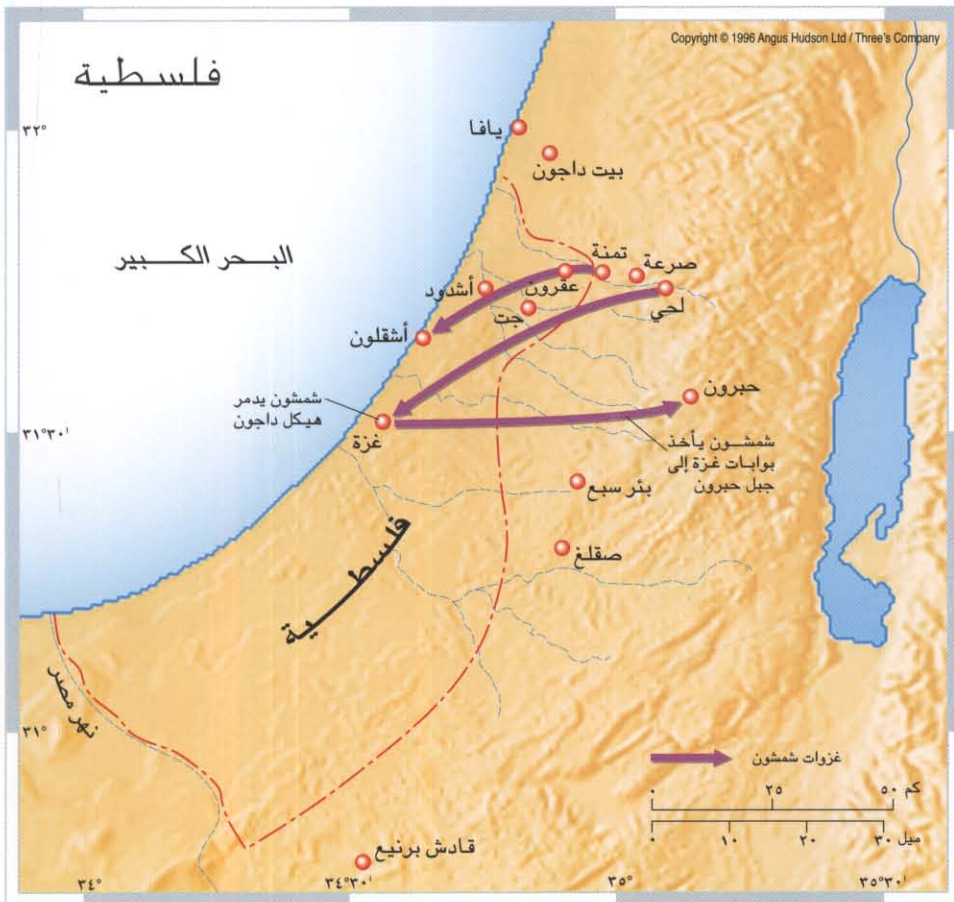 Copyright © 1996 Angus Hudson Ltd / Three's Company
فلسطية
٣٢°
يافا
بيت داجون
البحر الكبير
تمنة
صرعة
عقرون
أشدود
لحي
جت
أشقلون
حبرون
شمشون يدمر
هيكل داجون
٣١°٣٠'
غزة
شمشون يأخذ
بوابات غزة إلى
جبل حبرون
بئر سبع
صقلغ
فلسطية
نهر مصر
٣١°
غزوات شمشون
٠ ٢٥ ٥٠ كم
٠ ١٠ ٢٠ ٣٠ ميل
قادش برنيع
٣٤° ٣٤°٣٠' ٣٥° ٣٥°٣٠'